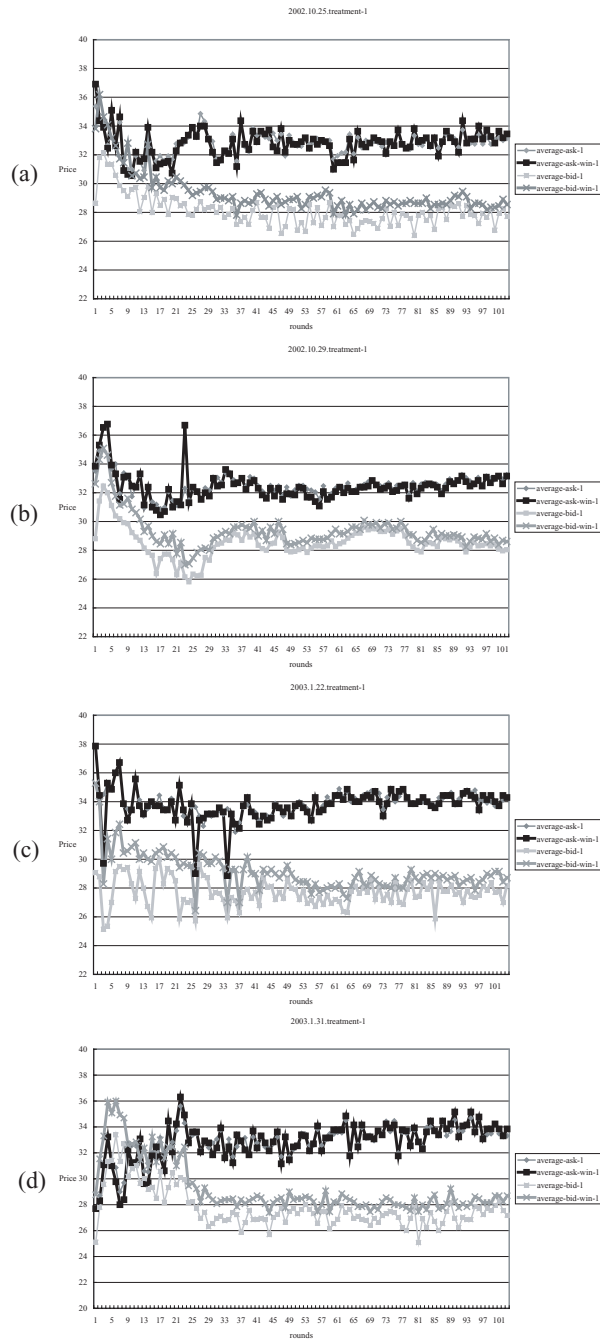 2002.10.25.treatment-1
40
38
36
34
Price
32
30
28
26
24
22
1 5 9 13 17 21 25 29 33 37 41 45 49 53 57 61 65 69 73 77 81 85 89 93 97 101
rounds
average-ask-1
average-ask-win-1
average-bid-1
average-bid-win-1
(a)
2002.10.29.treatment-1
40
38
36
34
32
Price
30
28
26
24
22
1 5 9 13 17 21 25 29 33 37 41 45 49 53 57 61 65 69 73 77 81 85 89 93 97 101
rounds
average-ask-1
average-ask-win-1
average-bid-1
average-bid-win-1
(b)
2003.1.22.treatment-1
40
38
36
34
32
Price
30
28
26
24
22
1 5 9 13 17 21 25 29 33 37 41 45 49 53 57 61 65 69 73 77 81 85 89 93 97 101
rounds
average-ask-1
average-ask-win-1
average-bid-1
average-bid-win-1
(c)
2003.1.31.treatment-1
40
38
36
34
32
Price
30
28
26
24
22
20
1 5 9 13 17 21 25 29 33 37 41 45 49 53 57 61 65 69 73 77 81 85 89 93 97 101
rounds
average-ask-1
average-ask-win-1
average-bid-1
average-bid-win-1
(d)